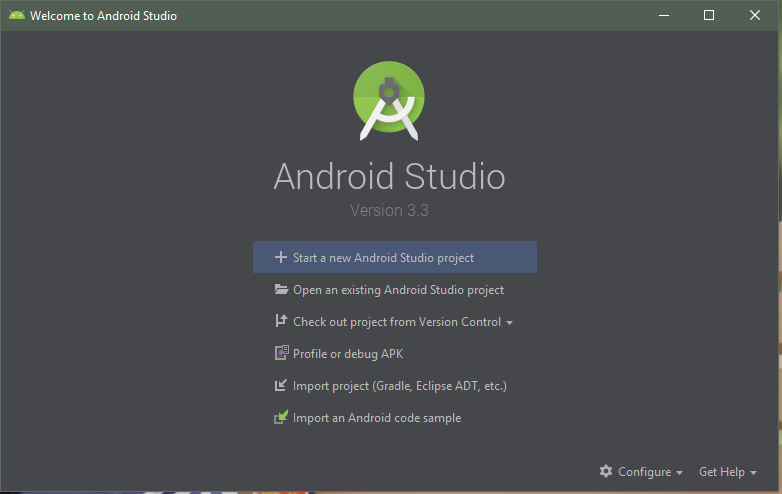 Welcome to Android Studio
Android Studio
Version 3.3
Start a new Android Studio project
Open an existing Android Studio project
Check out project from Version Control
Profile or debug APK
Import project (Gradle, Eclipse ADT, etc.)
Import an Android code sample
Configure Get Help